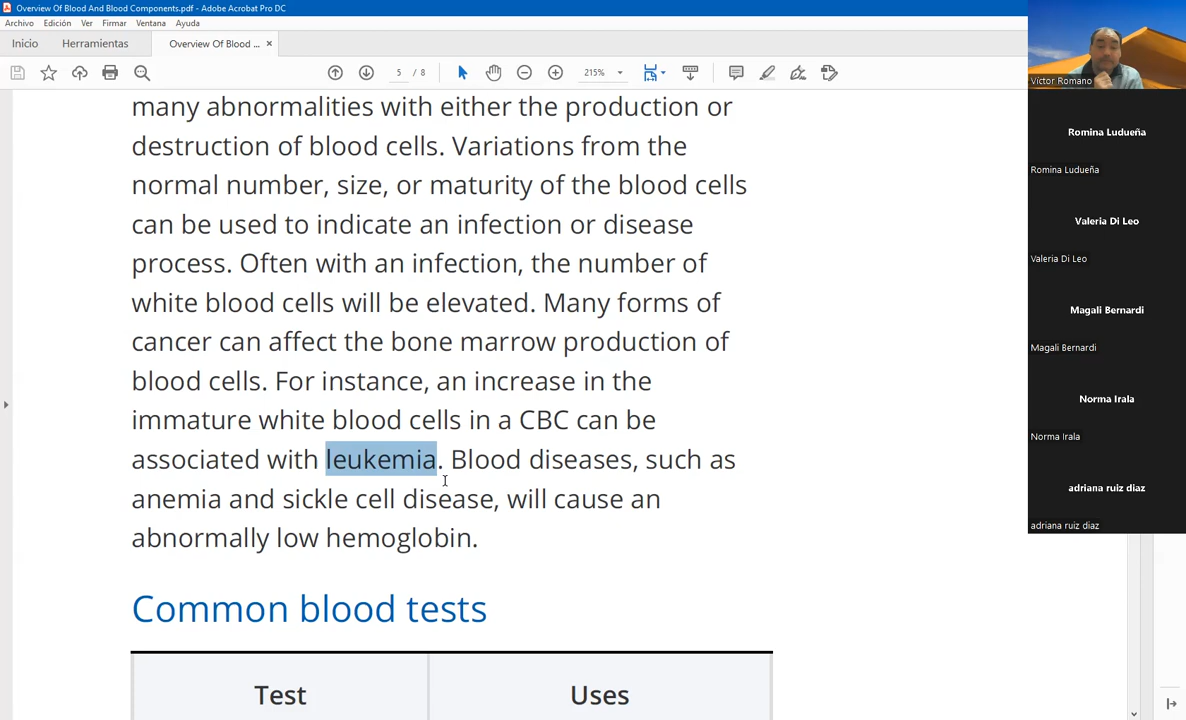 Overview Of Blood And Blood Components.pdf - Adobe Acrobat Pro DC
Archivo Edición Ver Firmar Ventana Ayuda
Inicio Herramientas Overview Of Blood ... ×
5 / 8 215%
many abnormalities with either the production or
destruction of blood cells. Variations from the
normal number, size, or maturity of the blood cells
can be used to indicate an infection or disease
process. Often with an infection, the number of
white blood cells will be elevated. Many forms of
cancer can affect the bone marrow production of
blood cells. For instance, an increase in the
immature white blood cells in a CBC can be
associated with leukemia. Blood diseases, such as
anemia and sickle cell disease, will cause an
abnormally low hemoglobin.
Common blood tests
Test Uses
Víctor Romano
Romina Ludueña
Romina Ludueña
Valeria Di Leo
Valeria Di Leo
Magali Bernardi
Magali Bernardi
Norma Irala
Norma Irala
adriana ruiz diaz
adriana ruiz diaz